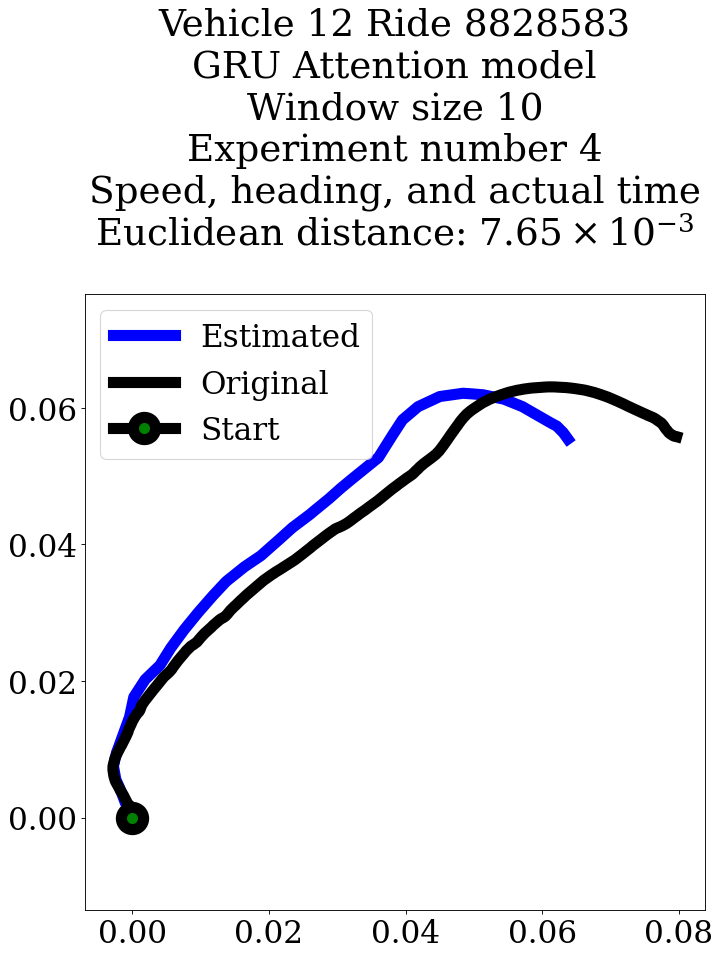 Vehicle 12 Ride 8828583
GRU Attention model
Window size 10
Experiment number 4
Speed, heading, and actual time
Euclidean distance: 7.65 × 10⁻³
Estimated
Original
Start
0.06
0.04
0.02
0.00
0.00 0.02 0.04 0.06 0.08